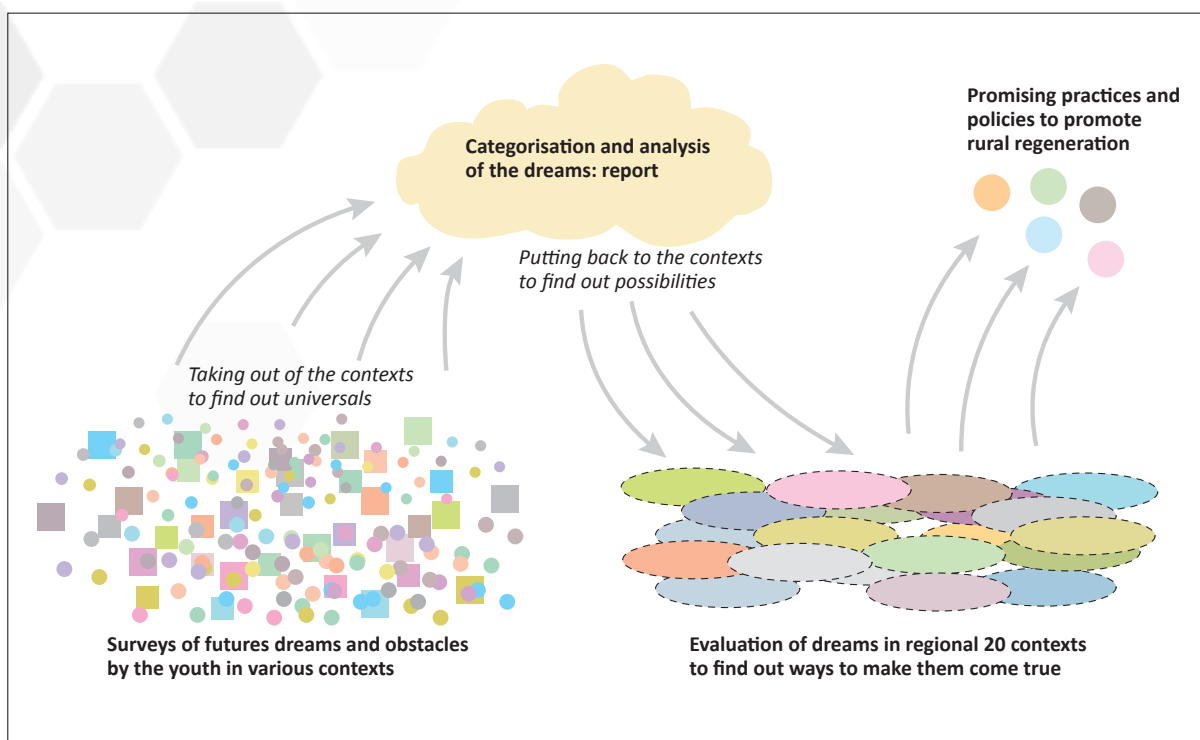 Promising practices and
policies to promote
rural regeneration
Categorisation and analysis
of the dreams: report
Putting back to the contexts
to find out possibilities
Taking out of the contexts
to find out universals
Surveys of futures dreams and obstacles
by the youth in various contexts
Evaluation of dreams in regional 20 contexts
to find out ways to make them come true